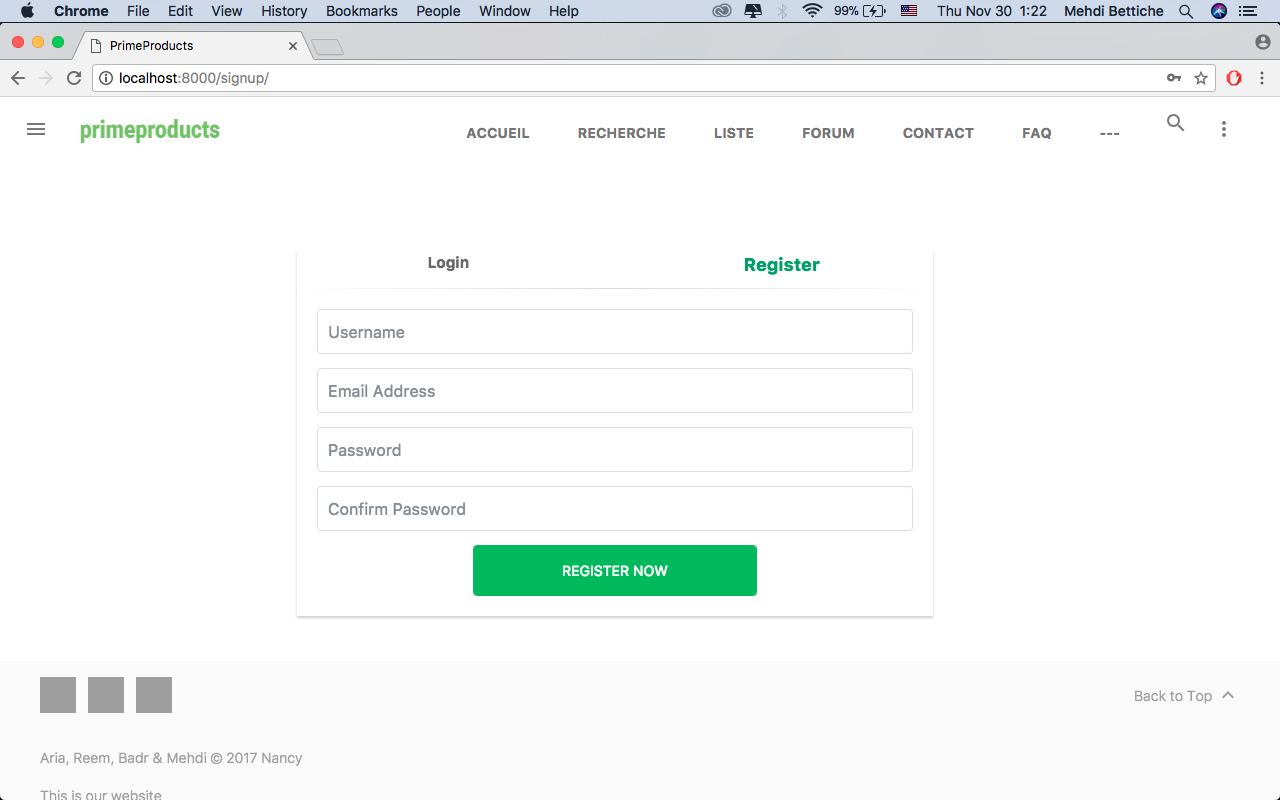 Chrome File Edit View History Bookmarks People Window Help 99% Thu Nov 30 1:22 Mehdi Bettiche
PrimeProducts
localhost:8000/signup/
primeproducts ACCUEIL RECHERCHE LISTE FORUM CONTACT FAQ ---
Login Register
Username
Email Address
Password
Confirm Password
REGISTER NOW
Back to Top
Aria, Reem, Badr & Mehdi © 2017 Nancy
This is our website